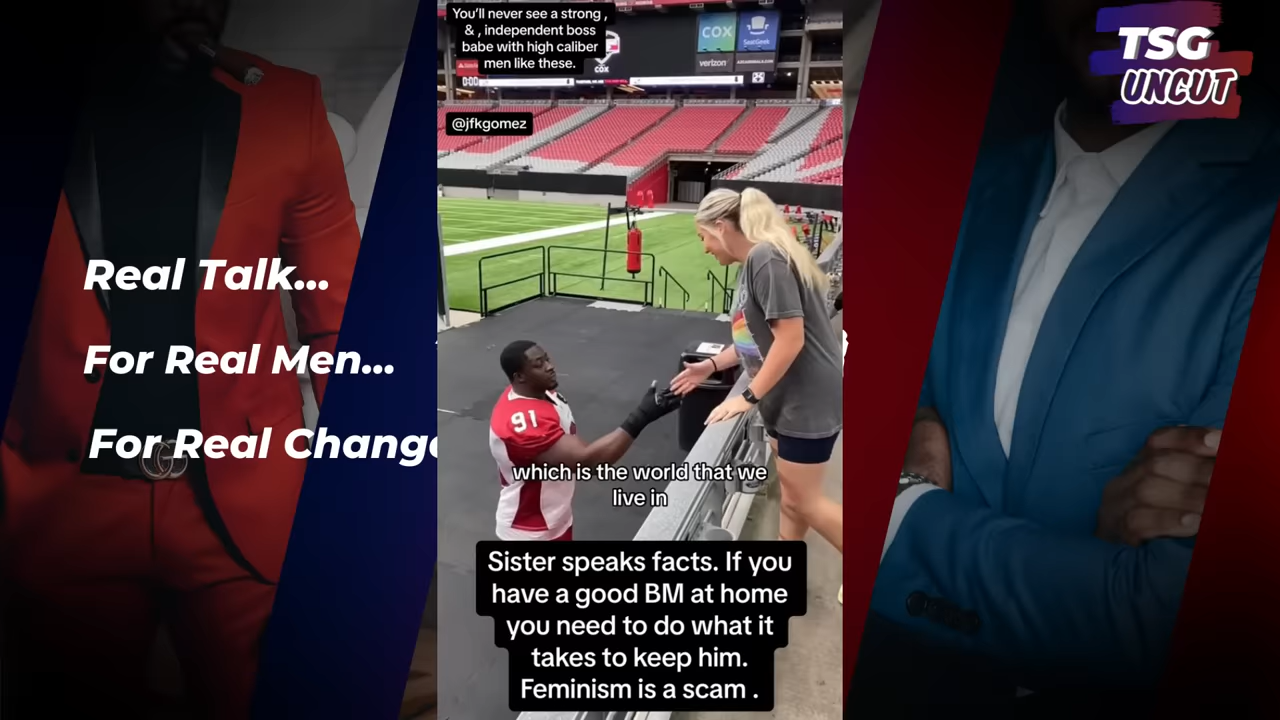 You'll never see a strong ,
& , independent boss
babe with high caliber
men like these.
@jfkgomez
COX
SeatGeek
verizon
COX
TSG
UNCUT
Real Talk...
For Real Men...
For Real Change
91
which is the world that we
live in
Sister speaks facts. If you
have a good BM at home
you need to do what it
takes to keep him.
Feminism is a scam .